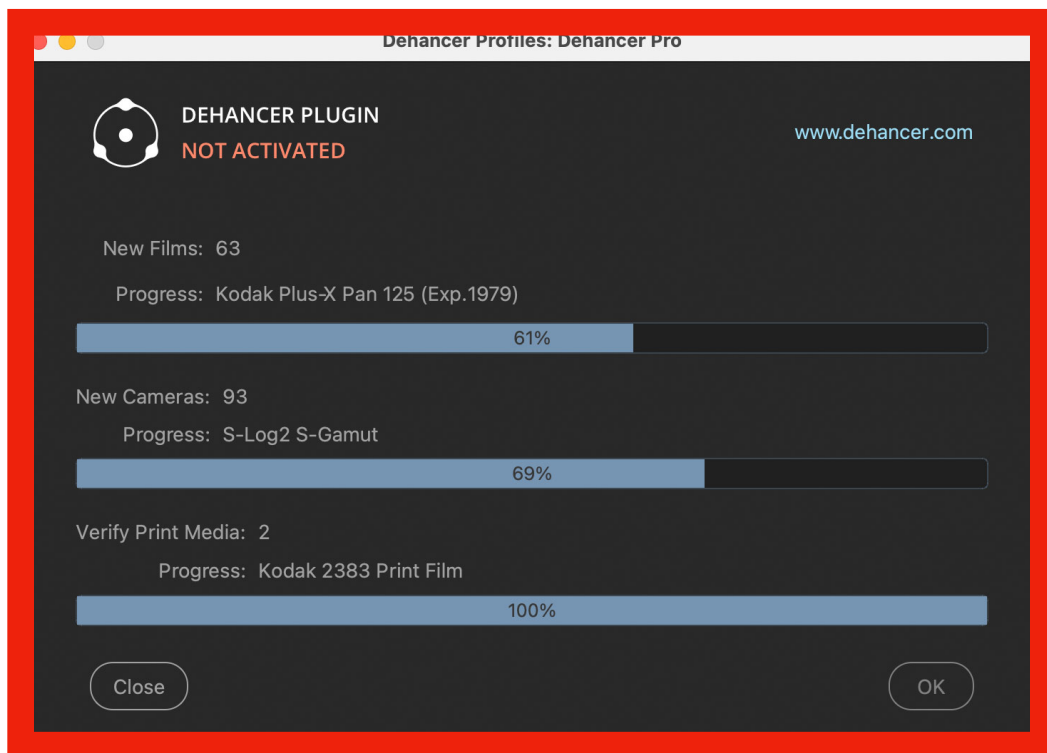 Dehancer Profiles: Dehancer Pro
DEHANCER PLUGIN
NOT ACTIVATED
www.dehancer.com
New Films: 63
Progress: Kodak Plus-X Pan 125 (Exp.1979)
61%
New Cameras: 93
Progress: S-Log2 S-Gamut
69%
Verify Print Media: 2
Progress: Kodak 2383 Print Film
100%
Close
OK